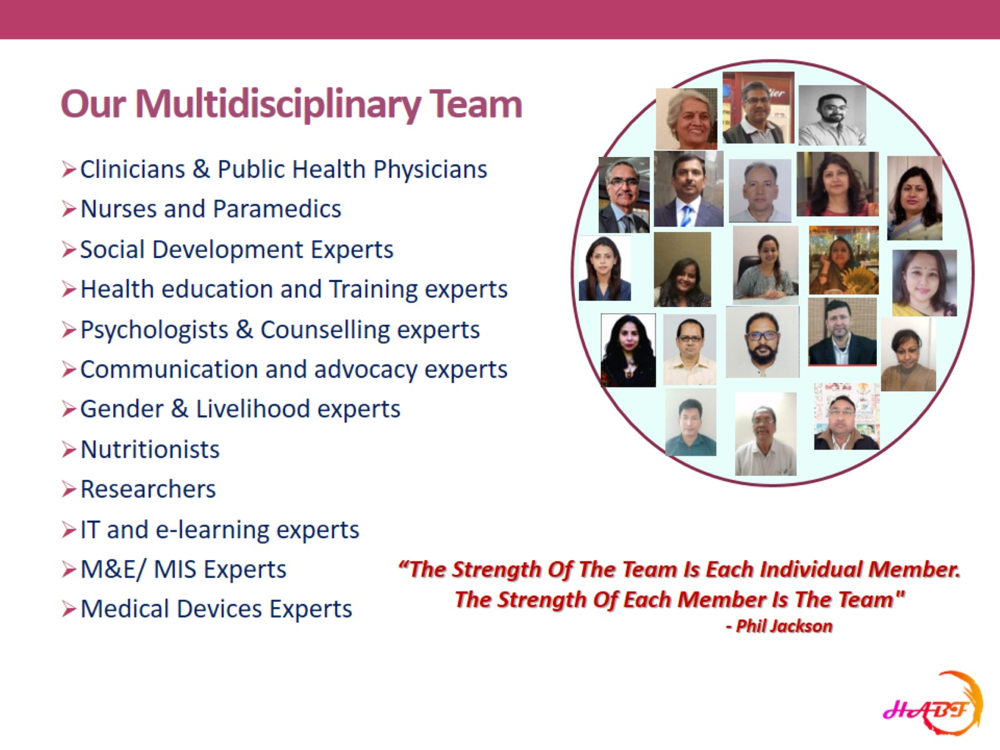 Our Multidisciplinary Team
➢Clinicians & Public Health Physicians
➢Nurses and Paramedics
➢Social Development Experts
➢Health education and Training experts
➢Psychologists & Counselling experts
➢Communication and advocacy experts
➢Gender & Livelihood experts
➢Nutritionists
➢Researchers
➢IT and e-learning experts
➢M&E/ MIS Experts
➢Medical Devices Experts
“The Strength Of The Team Is Each Individual Member.
The Strength Of Each Member Is The Team"
- Phil Jackson
HABF